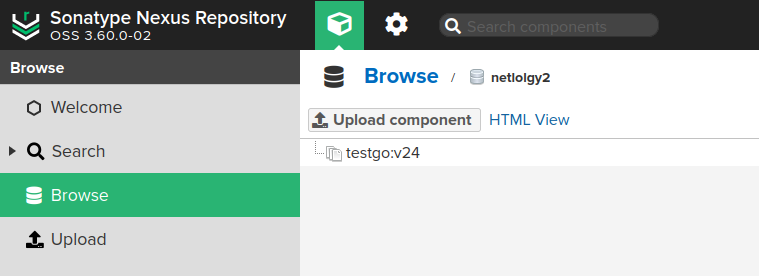 Sonatype Nexus Repository
OSS 3.60.0-02
Search components
Browse
Browse / netlolgy2
Welcome
Upload component HTML View
Search
testgo:v24
Browse
Upload